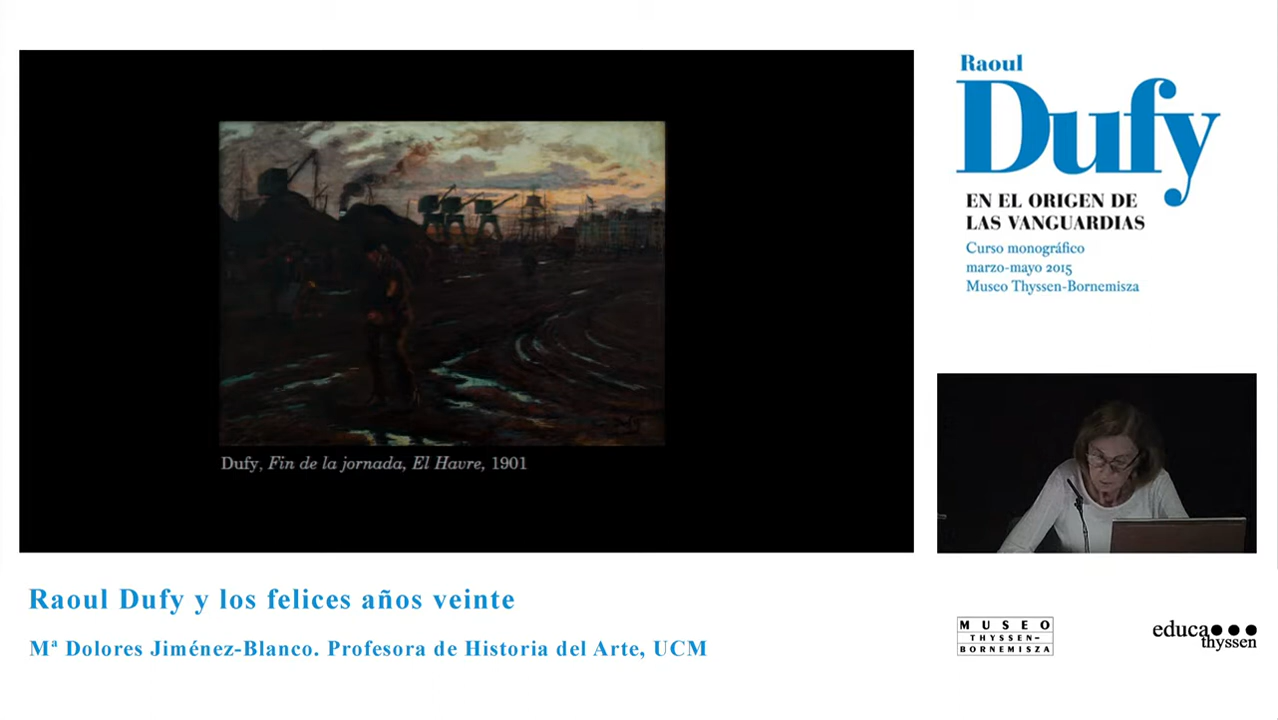 Raoul
Dufy
EN EL ORIGEN DE
LAS VANGUARDIAS
Curso monográfico
marzo-mayo 2015
Museo Thyssen-Bornemisza
Dufy, Fin de la jornada, El Havre, 1901
Raoul Dufy y los felices años veinte
Mª Dolores Jiménez-Blanco. Profesora de Historia del Arte, UCM
MUSEO
THYSSEN-
BORNEMISZA
educa
thyssen